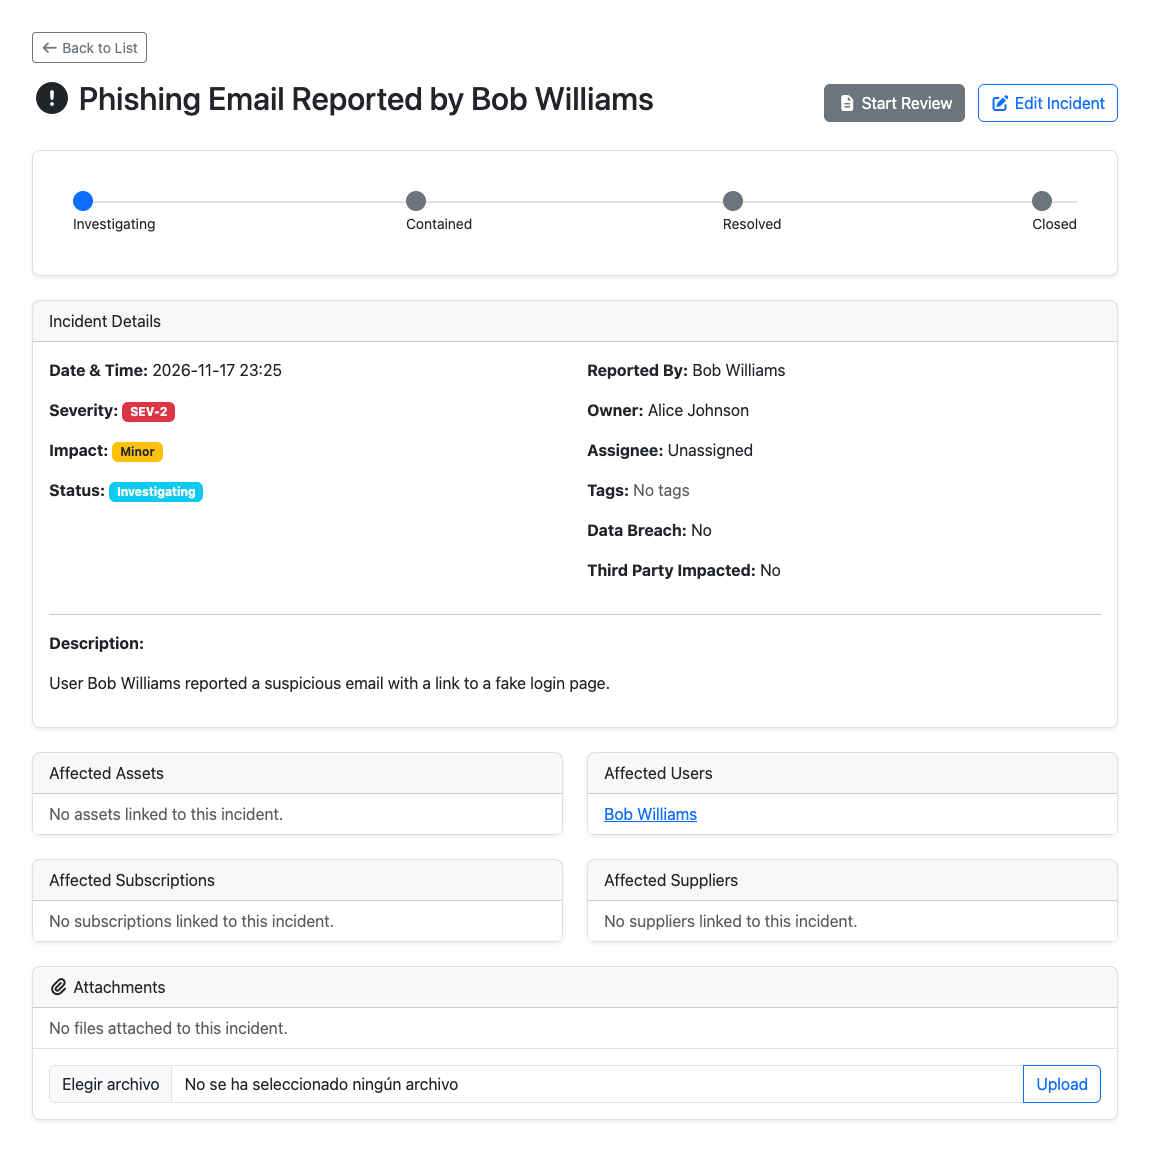 Back to List
Phishing Email Reported by Bob Williams
Start Review
Edit Incident
Investigating
Contained
Resolved
Closed
Incident Details
Date & Time: 2026-11-17 23:25
Severity: SEV-2
Impact: Minor
Status: Investigating
Reported By: Bob Williams
Owner: Alice Johnson
Assignee: Unassigned
Tags: No tags
Data Breach: No
Third Party Impacted: No
Description:
User Bob Williams reported a suspicious email with a link to a fake login page.
Affected Assets
No assets linked to this incident.
Affected Users
Bob Williams
Affected Subscriptions
No subscriptions linked to this incident.
Affected Suppliers
No suppliers linked to this incident.
Attachments
No files attached to this incident.
Elegir archivo No se ha seleccionado ningún archivo Upload